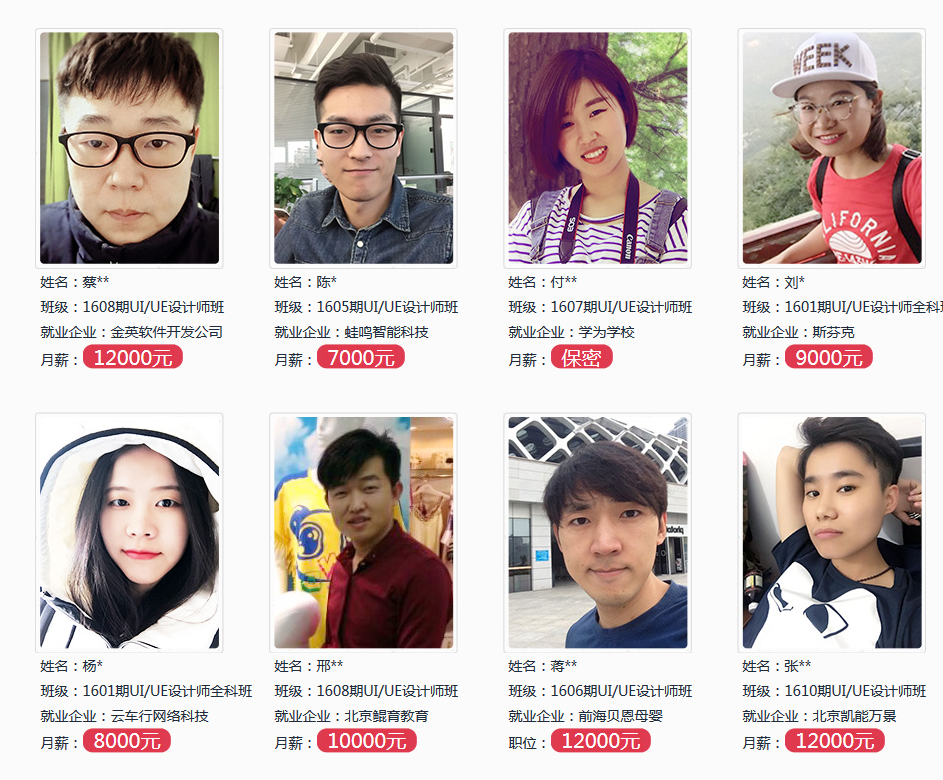 WEEK
SOG
Canon
CALIFORNIA
姓名：蔡**
姓名：陈*
姓名：付**
姓名：刘*
班级：1608期UI/UE设计师班
班级：1605期UI/UE设计师班
班级：1607期UI/UE设计师班
班级：1601期UI/UE设计师全科
就业企业：金英软件开发公司
就业企业：蛙鸣智能科技
就业企业：学为学校
就业企业：斯芬克
月薪：12000元
月薪：7000元
月薪：保密
月薪：9000元
姓名：杨*
姓名：邢**
姓名：蒋**
姓名：张**
班级：1601期UI/UE设计师全科班
班级：1608期UI/UE设计师班
班级：1606期UI/UE设计师班
班级：1610期UI/UE设计师班
就业企业：云车行网络科技
就业企业：北京鲲育教育
就业企业：前海贝恩母婴
就业企业：北京凯能万景
月薪：8000元
月薪：10000元
职位：12000元
月薪：12000元